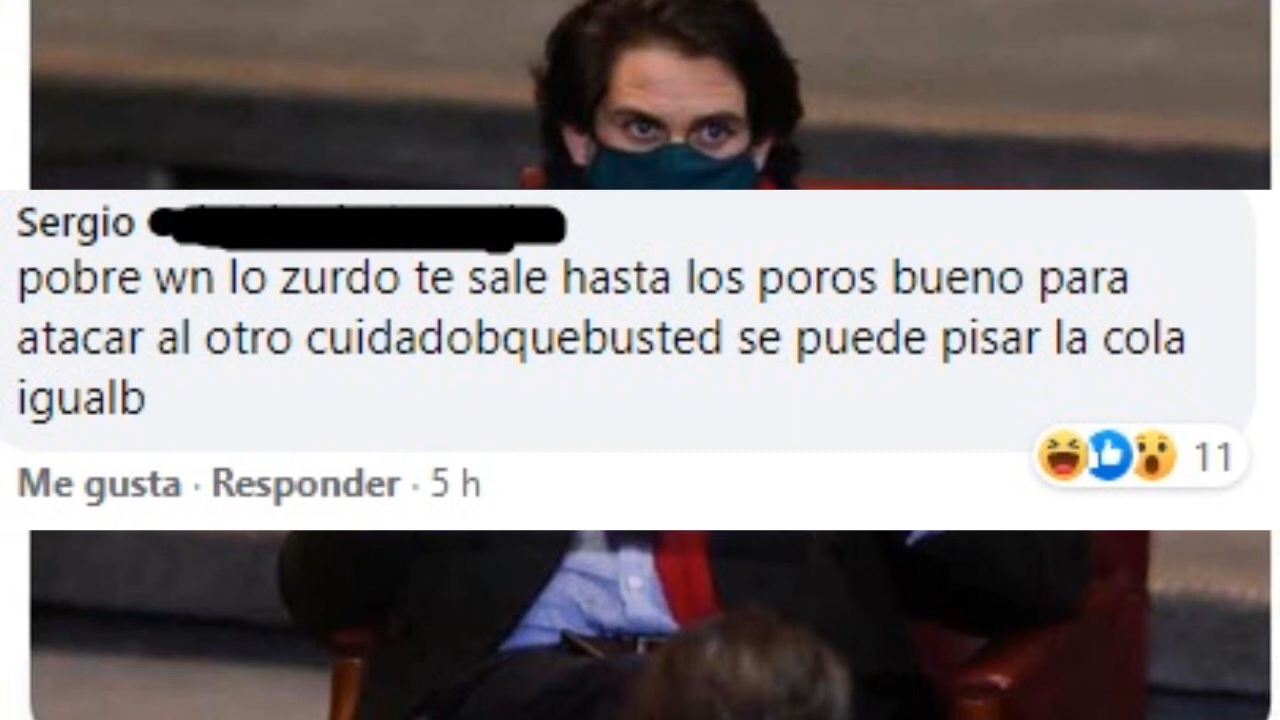 Sergio
pobre wn lo zurdo te sale hasta los poros bueno para
atacar al otro cuidadobquebusted se puede pisar la cola
igualb
11
Me gusta · Responder · 5 h